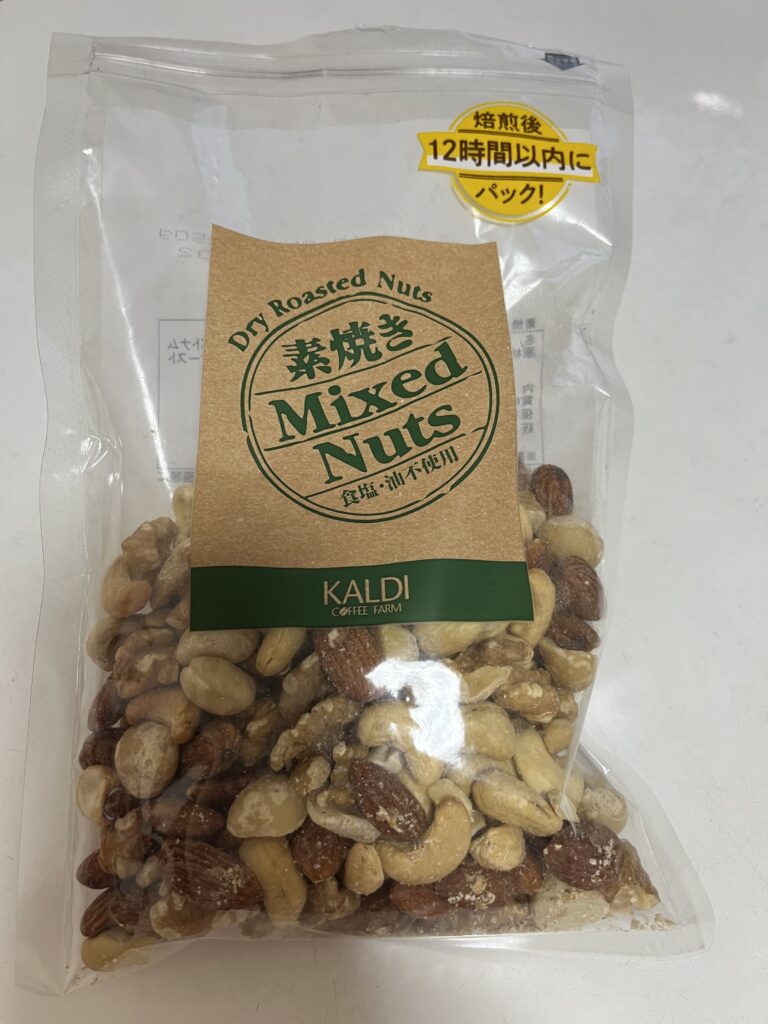 焙煎後
12時間以内に
パック!
Dry Roasted Nuts
素焼き
Mixed
Nuts
食塩・油不使用
KALDI
COFFEE FARM